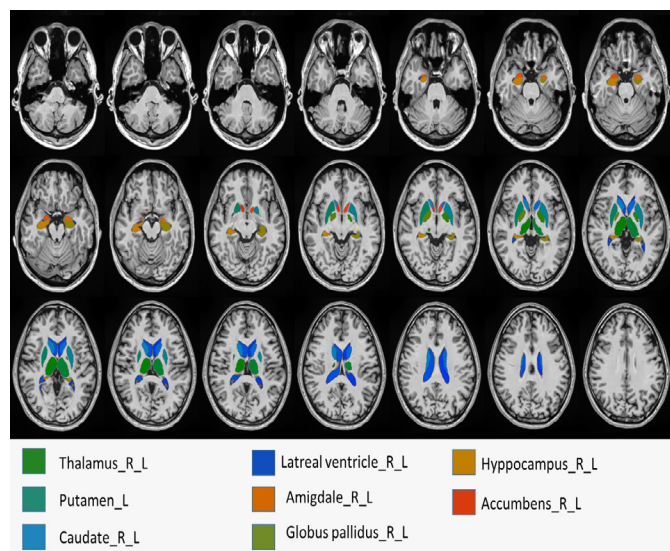 Thalamus_R_L
Latreal ventricle_R_L
Hyppocampus_R_L
Putamen_L
Amigdale_R_L
Accumbens_R_L
Caudate_R_L
Globus pallidus_R_L